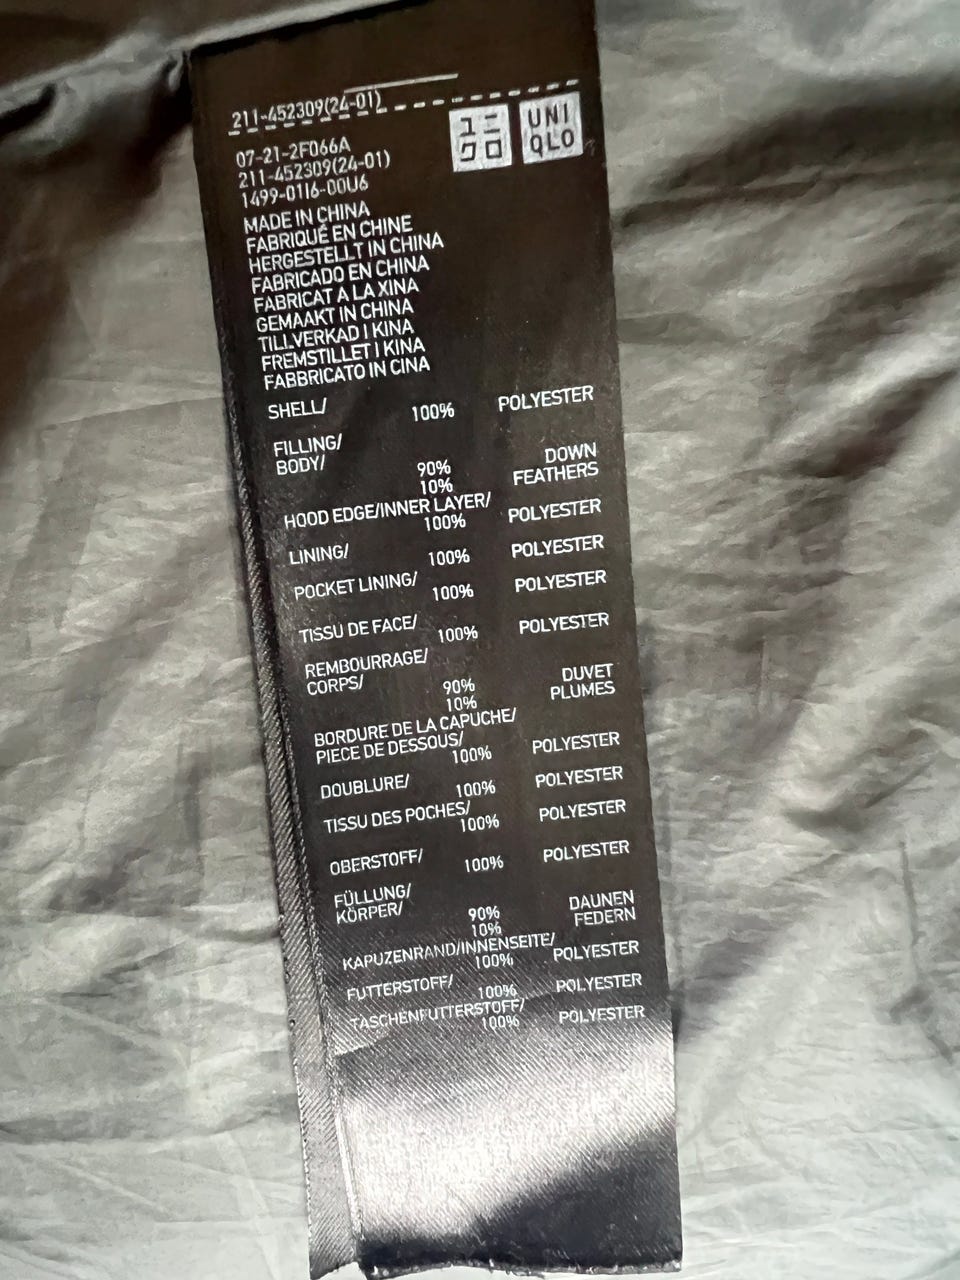 211-452309(24-01)
ユニクロ
UNI
QLO
07-21-2F066A
211-452309(24-01)
1499-0116-00U6
MADE IN CHINA
FABRIQUÉ EN CHINE
HERGESTELLT IN CHINA
FABRICADO EN CHINA
FABRICAT A LA XINA
GEMAAKT IN CHINA
TILLVERKAD I KINA
FREMSTILLET I KINA
FABBRICATO IN CINA
SHELL/ 100% POLYESTER
FILLING/
BODY/
90% DOWN
10% FEATHERS
HOOD EDGE/INNER LAYER/
100% POLYESTER
LINING/ 100% POLYESTER
POCKET LINING/ 100% POLYESTER
TISSU DE FACE/ 100% POLYESTER
REMBOURRAGE/
CORPS/
90% DUVET
10% PLUMES
BORDURE DE LA CAPUCHE/
PIECE DE DESSOUS/
100% POLYESTER
DOUBLURE/ 100% POLYESTER
TISSU DES POCHES/
100% POLYESTER
OBERSTOFF/ 100% POLYESTER
FÜLLUNG/
KÖRPER/
90% DAUNEN
10% FEDERN
KAPUZENRAND/INNENSEITE/
100% POLYESTER
FUTTERSTOFF/ 100% POLYESTER
TASCHENFUTTERSTOFF/
100% POLYESTER